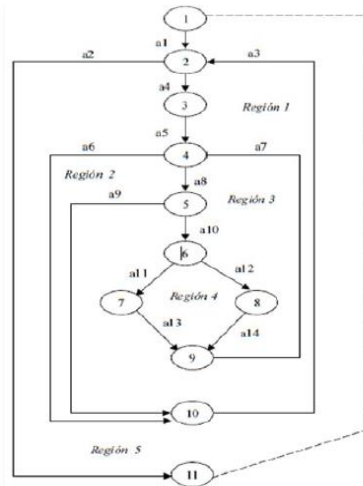 1
a1
a2
a3
2
a4
3
Región 1
a5
a6
4
a7
Región 2
a8
a9
5
Región 3
a10
6
a11
a12
7
Región 4
8
a13
a14
9
10
Región 5
11